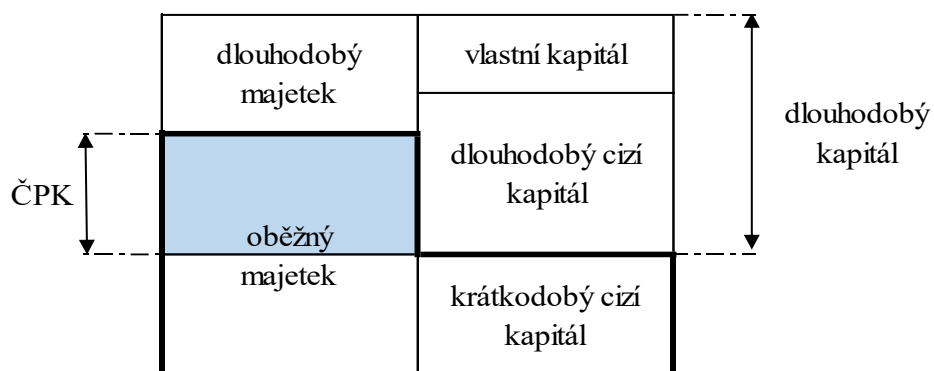 dlouhodobý
majetek
vlastní kapitál
dlouhodobý
kapitál
dlouhodobý cizí
kapitál
ČPK
oběžný
majetek
krátkodobý cizí
kapitál